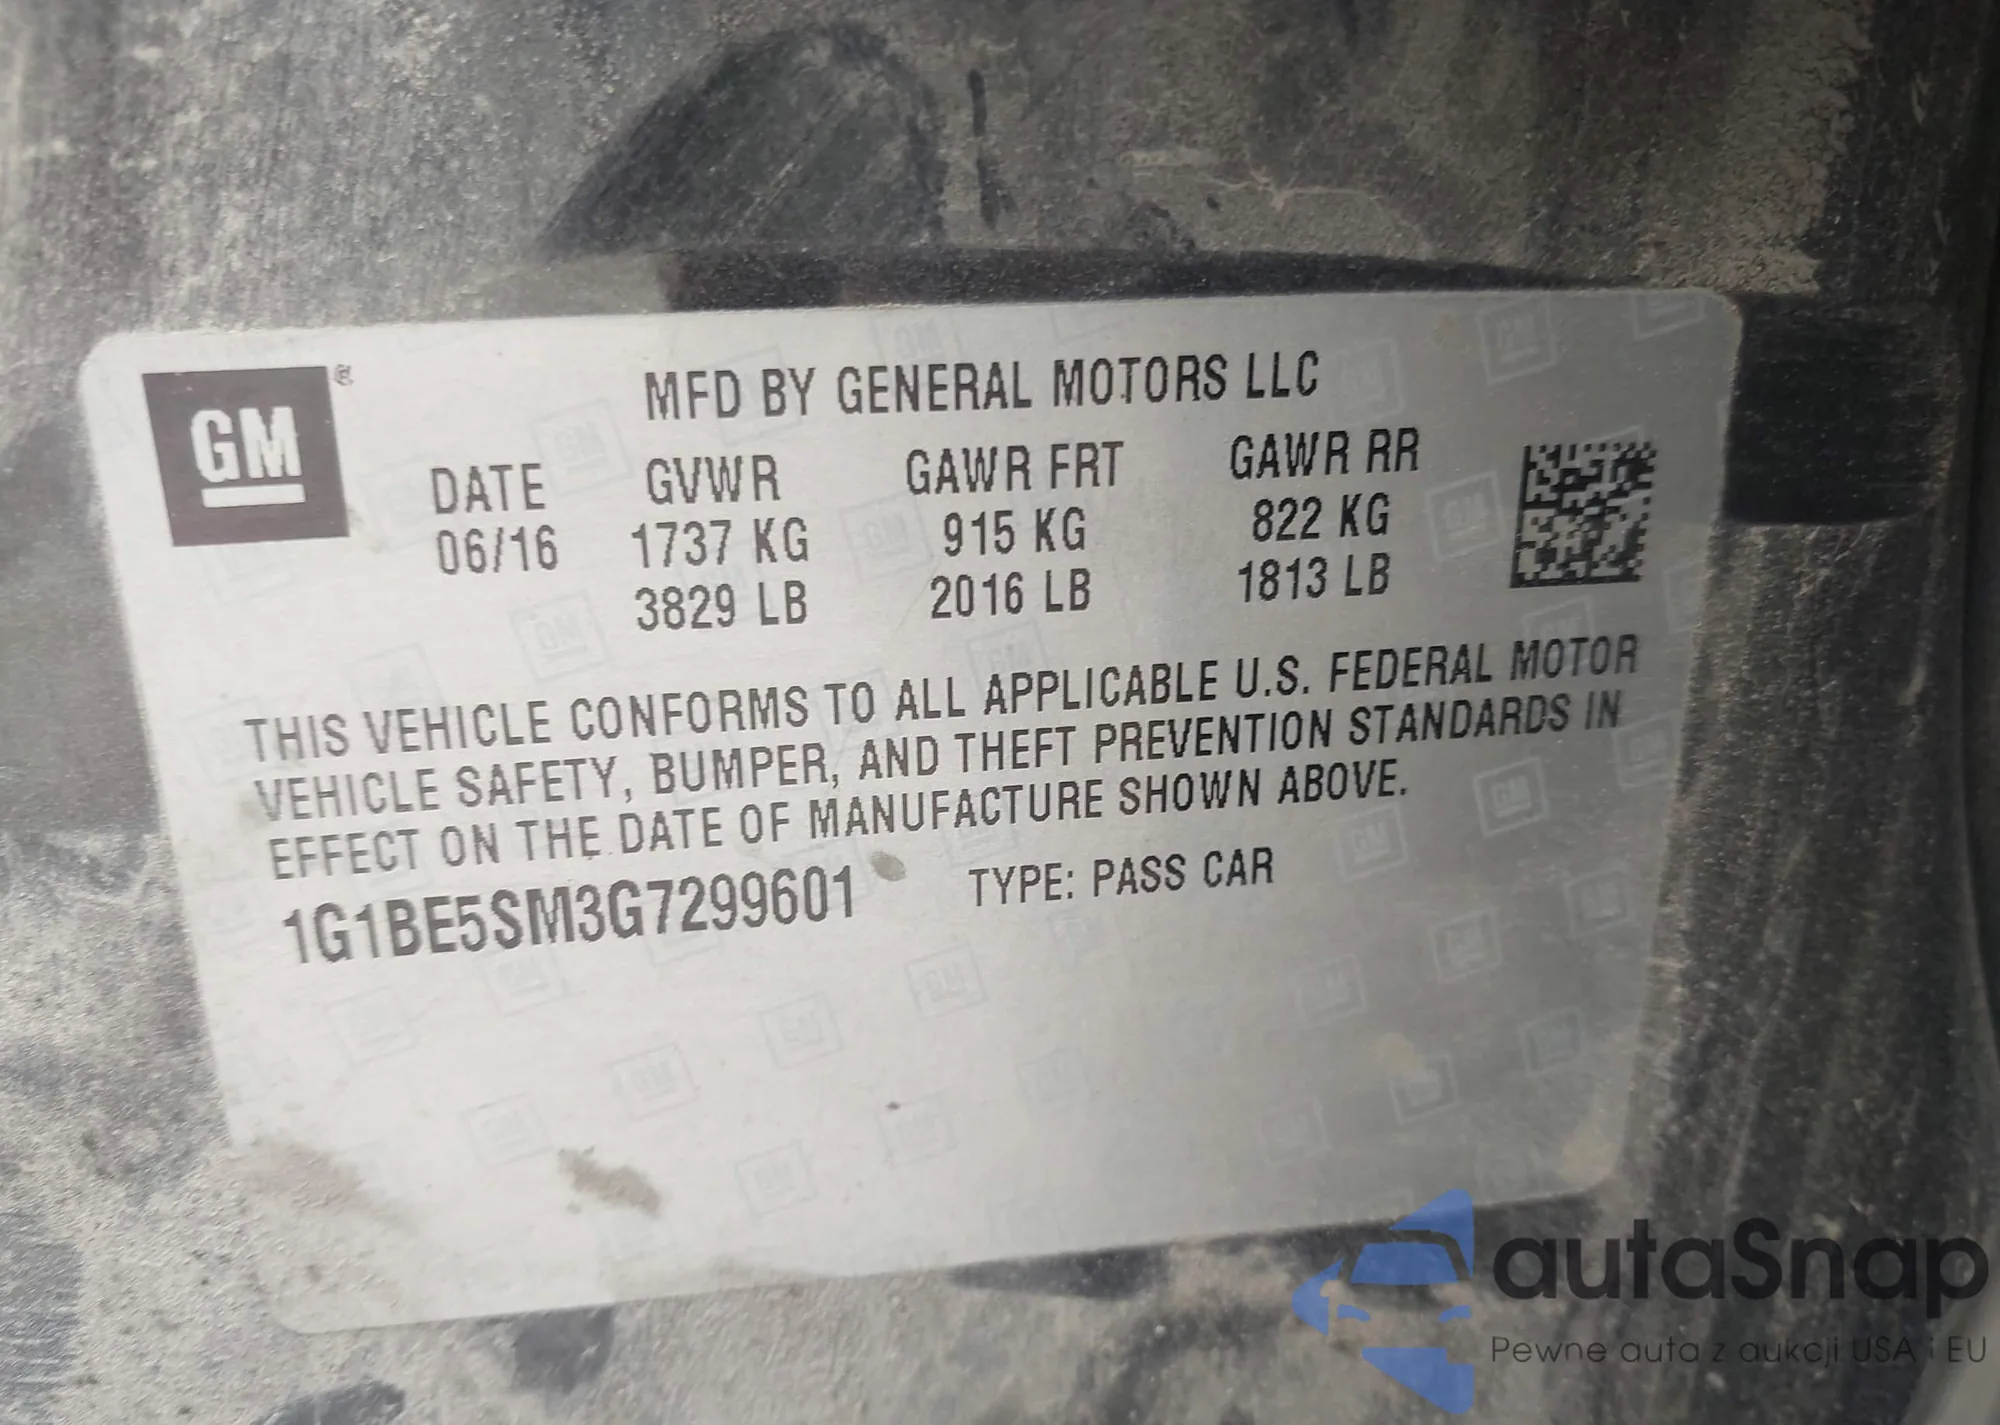 GM ®
MFD BY GENERAL MOTORS LLC
DATE GVWR GAWR FRT GAWR RR
06/16 1737 KG 915 KG 822 KG
3829 LB 2016 LB 1813 LB
THIS VEHICLE CONFORMS TO ALL APPLICABLE U.S. FEDERAL MOTOR
VEHICLE SAFETY, BUMPER, AND THEFT PREVENTION STANDARDS IN
EFFECT ON THE DATE OF MANUFACTURE SHOWN ABOVE.
1G1BE5SM3G7299601 TYPE: PASS CAR
autaSnap
Pewne auta z aukcji USA i EU